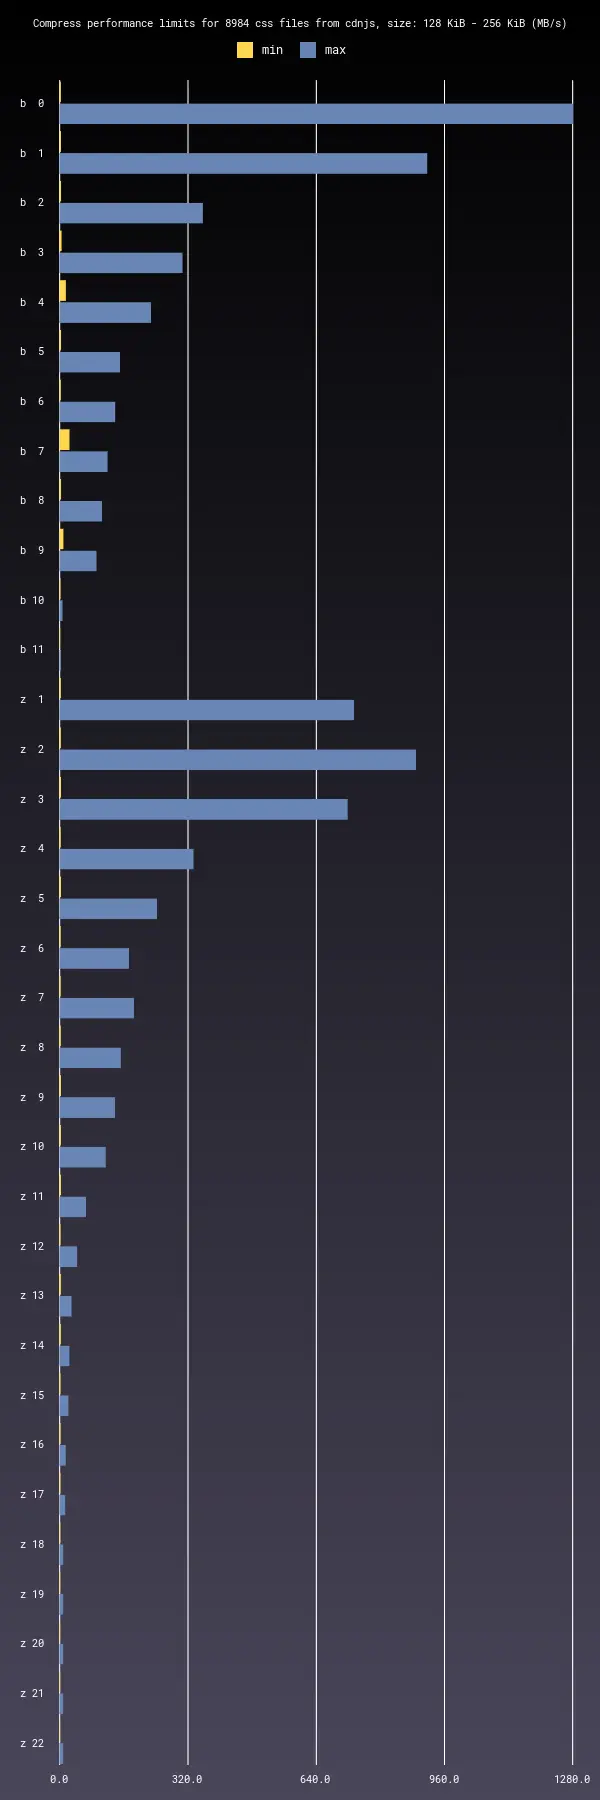 Compress performance limits for 8984 css files from cdnjs, size: 128 KiB - 256 KiB (MB/s)
min max
b 0
b 1
b 2
b 3
b 4
b 5
b 6
b 7
b 8
b 9
b 10
b 11
z 1
z 2
z 3
z 4
z 5
z 6
z 7
z 8
z 9
z 10
z 11
z 12
z 13
z 14
z 15
z 16
z 17
z 18
z 19
z 20
z 21
z 22
0.0 320.0 640.0 960.0 1280.0